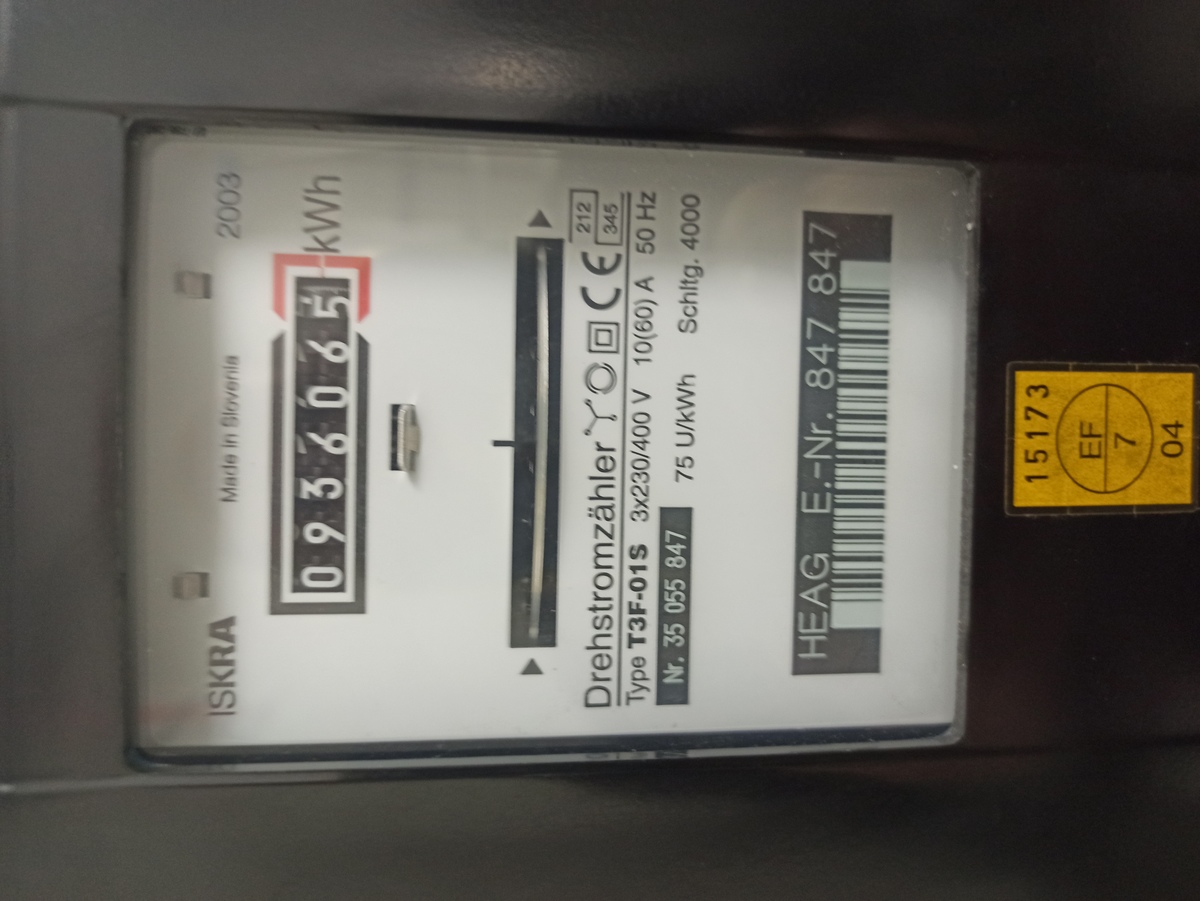 ISKRA Made in Slovenia 2003
0936065 kWh
Drehstromzähler CE 212 345
Type T3F-01S 3x230/400 V 10(60) A 50 Hz
Nr. 35 055 847 75 U/kWh Schltg. 4000
HEAG E.-Nr. 847 847
15173
EF
7
04